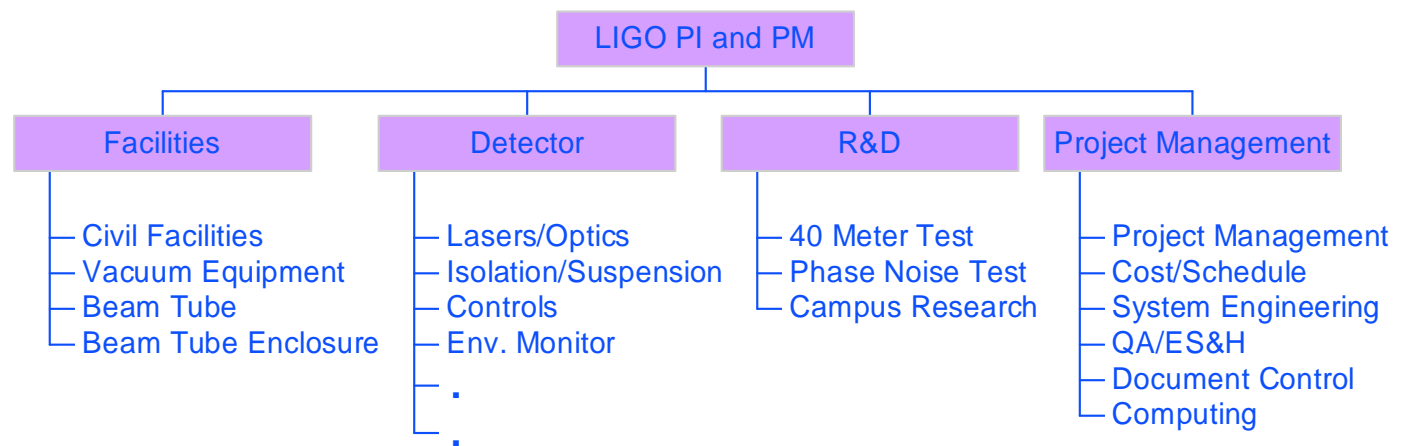 LIGO PI and PM
Facilities
Detector
R&D
Project Management
Civil Facilities
Vacuum Equipment
Beam Tube
Beam Tube Enclosure
Lasers/Optics
Isolation/Suspension
Controls
Env. Monitor
.
.
40 Meter Test
Phase Noise Test
Campus Research
Project Management
Cost/Schedule
System Engineering
QA/ES&H
Document Control
Computing